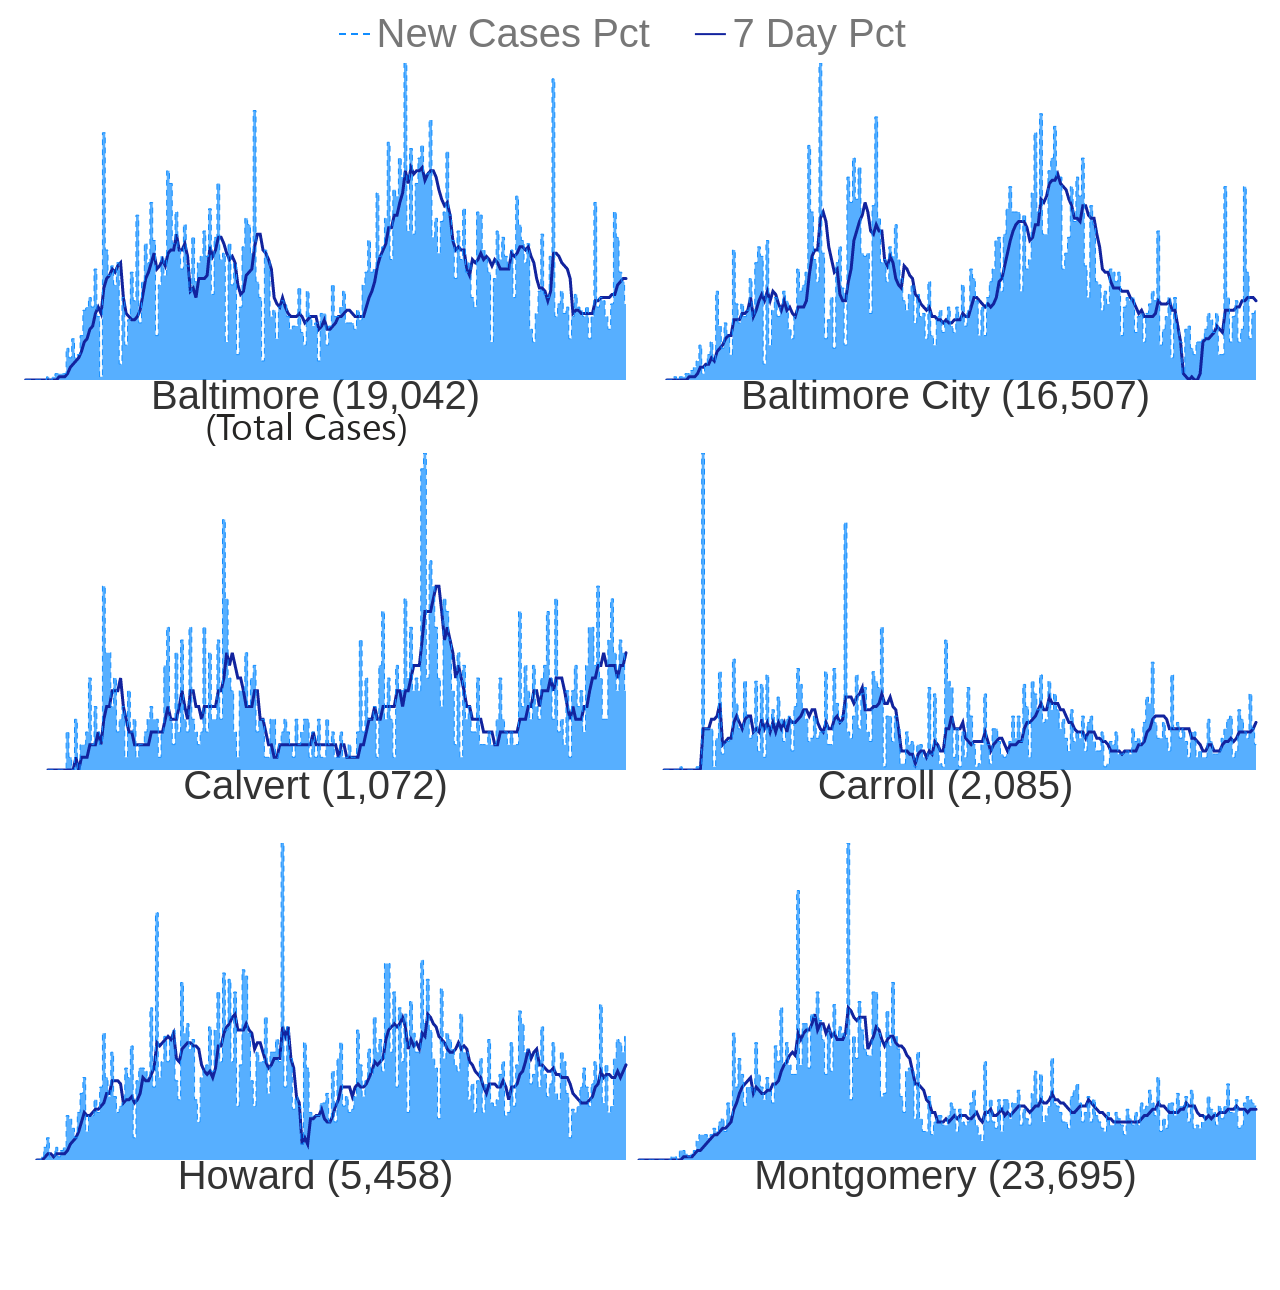 New Cases Pct 7 Day Pct
Baltimore (19,042) Baltimore City (16,507)
(Total Cases)
Calvert (1,072) Carroll (2,085)
Howard (5,458) Montgomery (23,695)